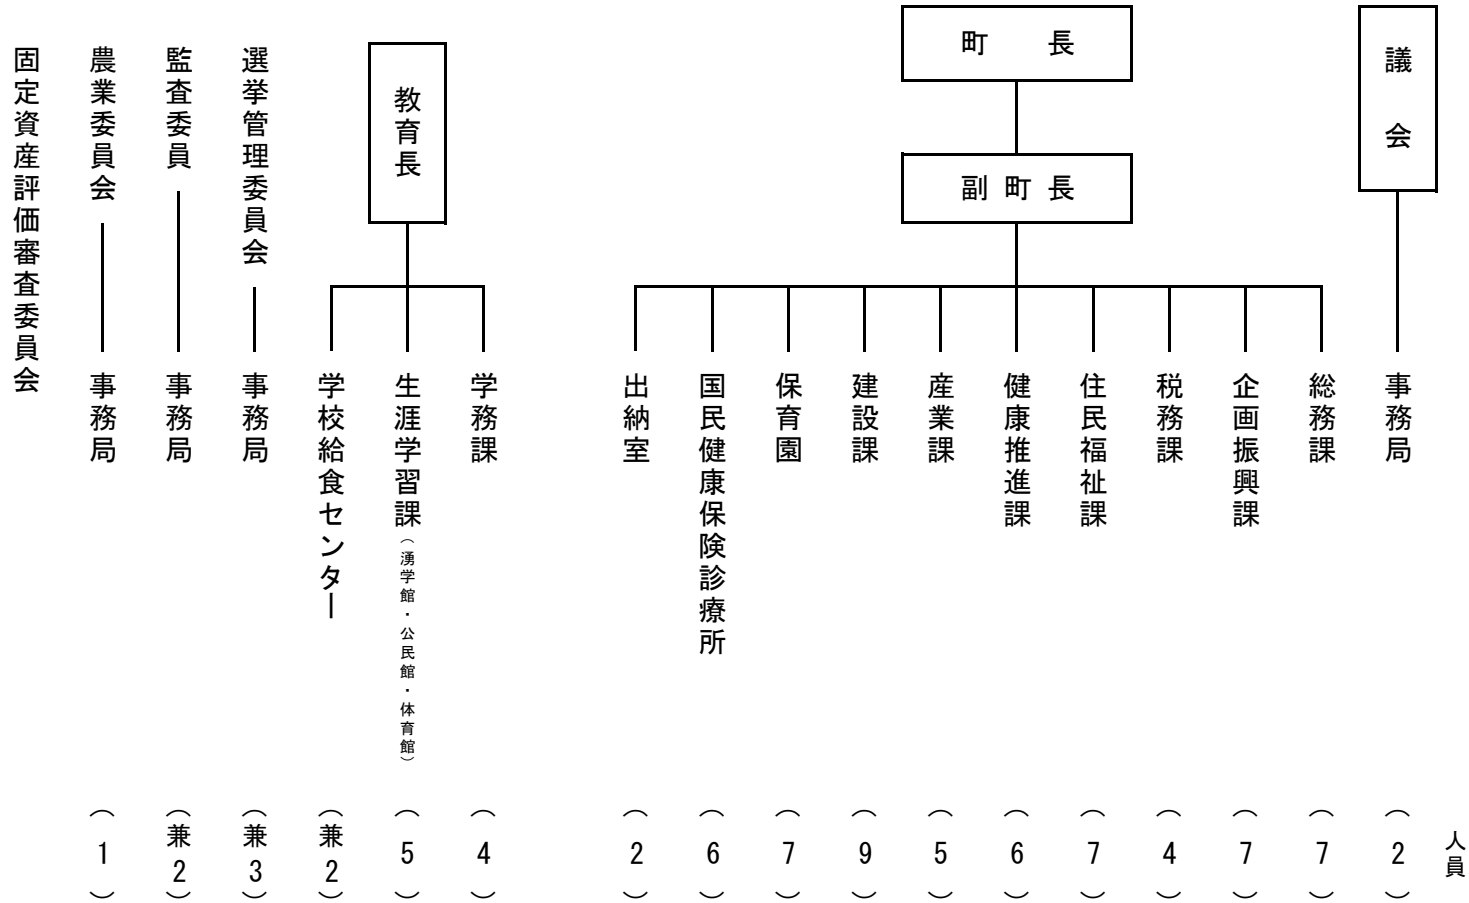 人員
議会
事務局
(2)
町長
副町長
総務課
(7)
企画振興課
(7)
税務課
(4)
住民福祉課
(7)
健康推進課
(6)
産業課
(5)
建設課
(9)
保育園
(7)
国民健康保険診療所
(6)
出納室
(2)
教育長
学務課
(4)
生涯学習課(湧学館・公民館・体育館)
(5)
学校給食センター
(兼2)
選挙管理委員会
事務局
(兼3)
監査委員
事務局
(兼2)
農業委員会
事務局
(1)
固定資産評価審査委員会